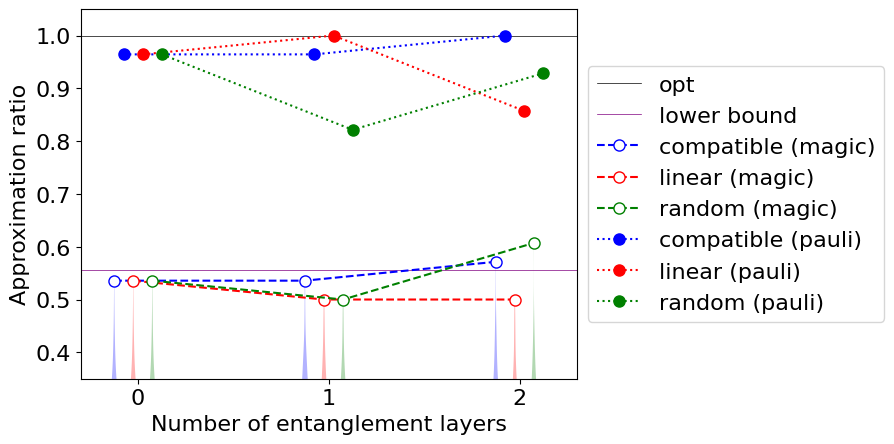 1.0
0.9
0.8
0.7
0.6
0.5
0.4
Approximation ratio
0 1 2
Number of entanglement layers
opt
lower bound
compatible (magic)
linear (magic)
random (magic)
compatible (pauli)
linear (pauli)
random (pauli)